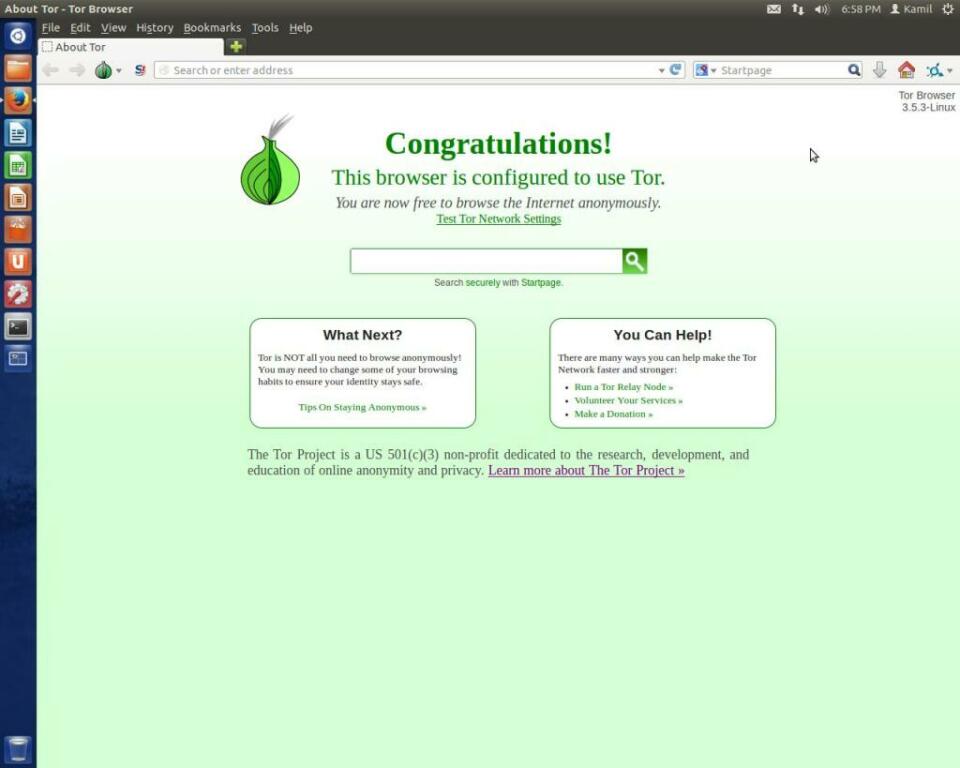 About Tor - Tor Browser
6:58 PM Kamil
File Edit View History Bookmarks Tools Help
About Tor
S! Search or enter address Startpage
Tor Browser
3.5.3-Linux
Congratulations!
This browser is configured to use Tor.
You are now free to browse the Internet anonymously.
Test Tor Network Settings
Search securely with Startpage.
What Next?
Tor is NOT all you need to browse anonymously!
You may need to change some of your browsing
habits to ensure your identity stays safe.
Tips On Staying Anonymous »
You Can Help!
There are many ways you can help make the Tor
Network faster and stronger:
• Run a Tor Relay Node »
• Volunteer Your Services »
• Make a Donation »
The Tor Project is a US 501(c)(3) non-profit dedicated to the research, development, and
education of online anonymity and privacy. Learn more about The Tor Project »